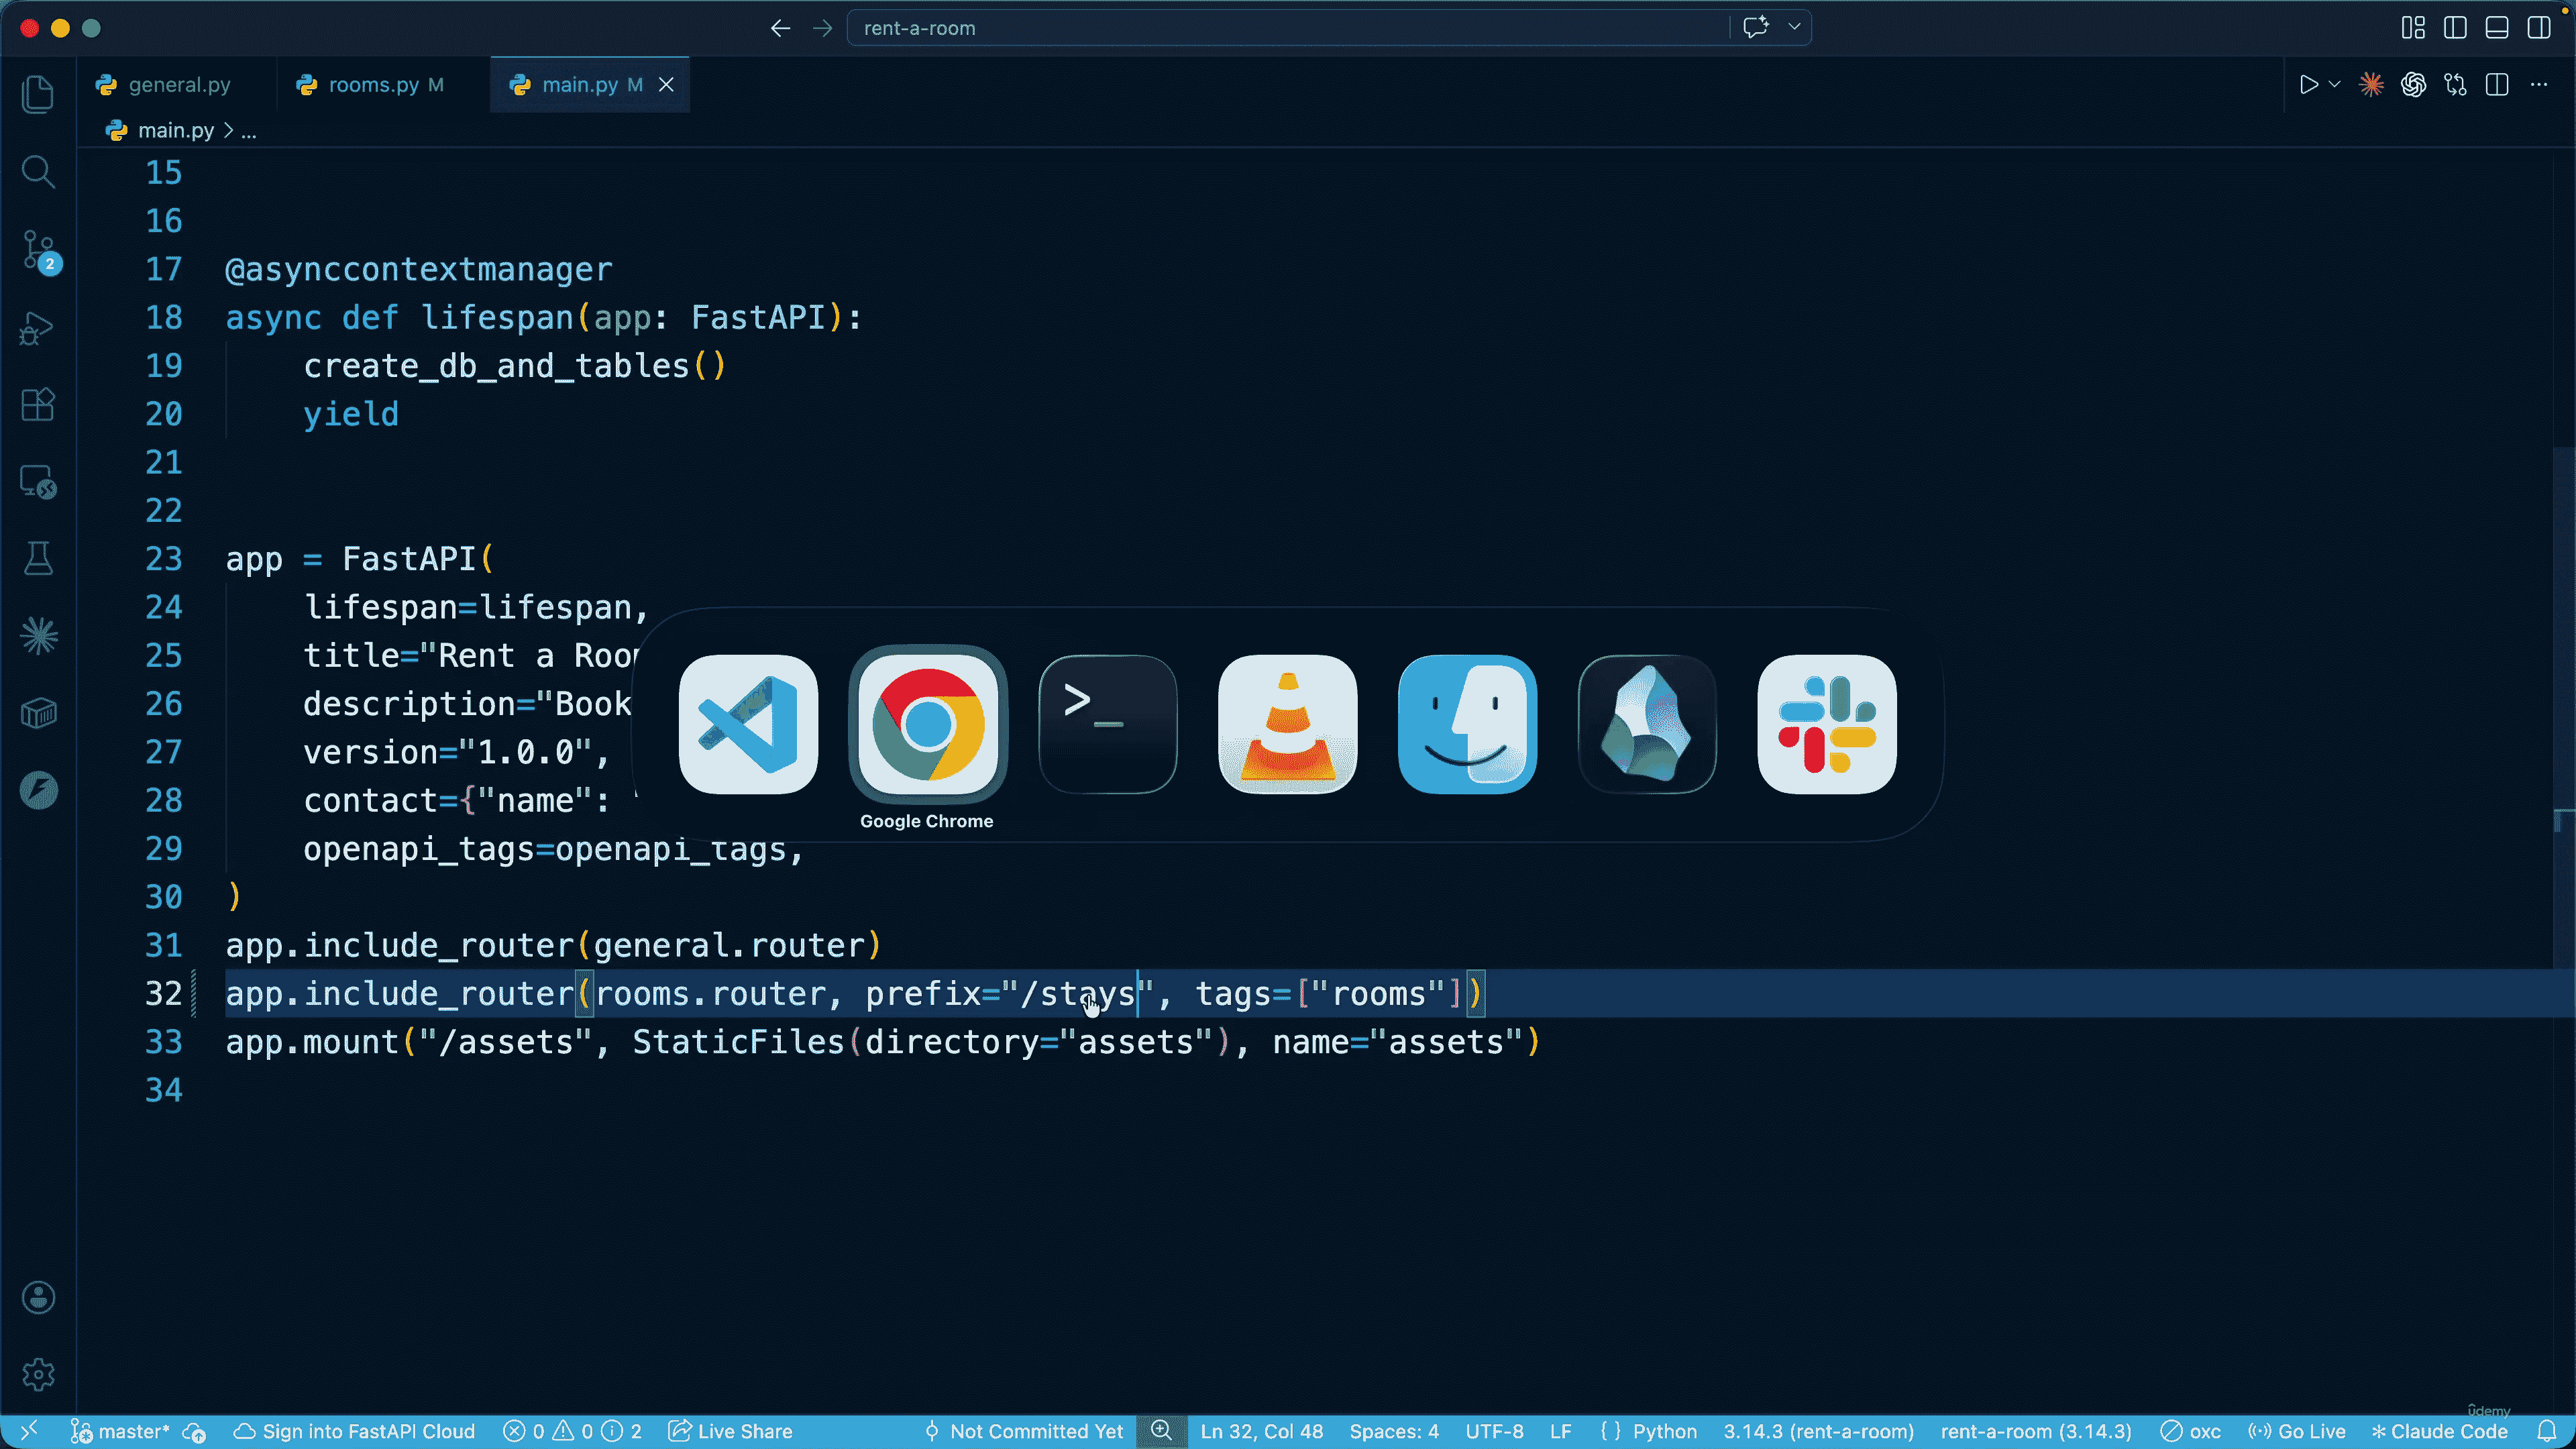 rent-a-room
general.py
rooms.py M
main.py M
main.py > ...
15
16
17 @asynccontextmanager
18 async def lifespan(app: FastAPI):
19 create_db_and_tables()
20 yield
21
22
23 app = FastAPI(
24 lifespan=lifespan,
25 title="Rent a Roo
26 description="Book
27 version="1.0.0",
28 contact={"name":
29 openapi_tags=openapi_tags,
30 )
31 app.include_router(general.router)
32 app.include_router(rooms.router, prefix="/stays", tags=["rooms"])
33 app.mount("/assets", StaticFiles(directory="assets"), name="assets")
34
2
>_
Google Chrome
ûdemy
master* Sign into FastAPI Cloud 0 0 2 Live Share Not Committed Yet Ln 32, Col 48 Spaces: 4 UTF-8 LF { } Python 3.14.3 (rent-a-room) rent-a-room (3.14.3) oxc Go Live Claude Code